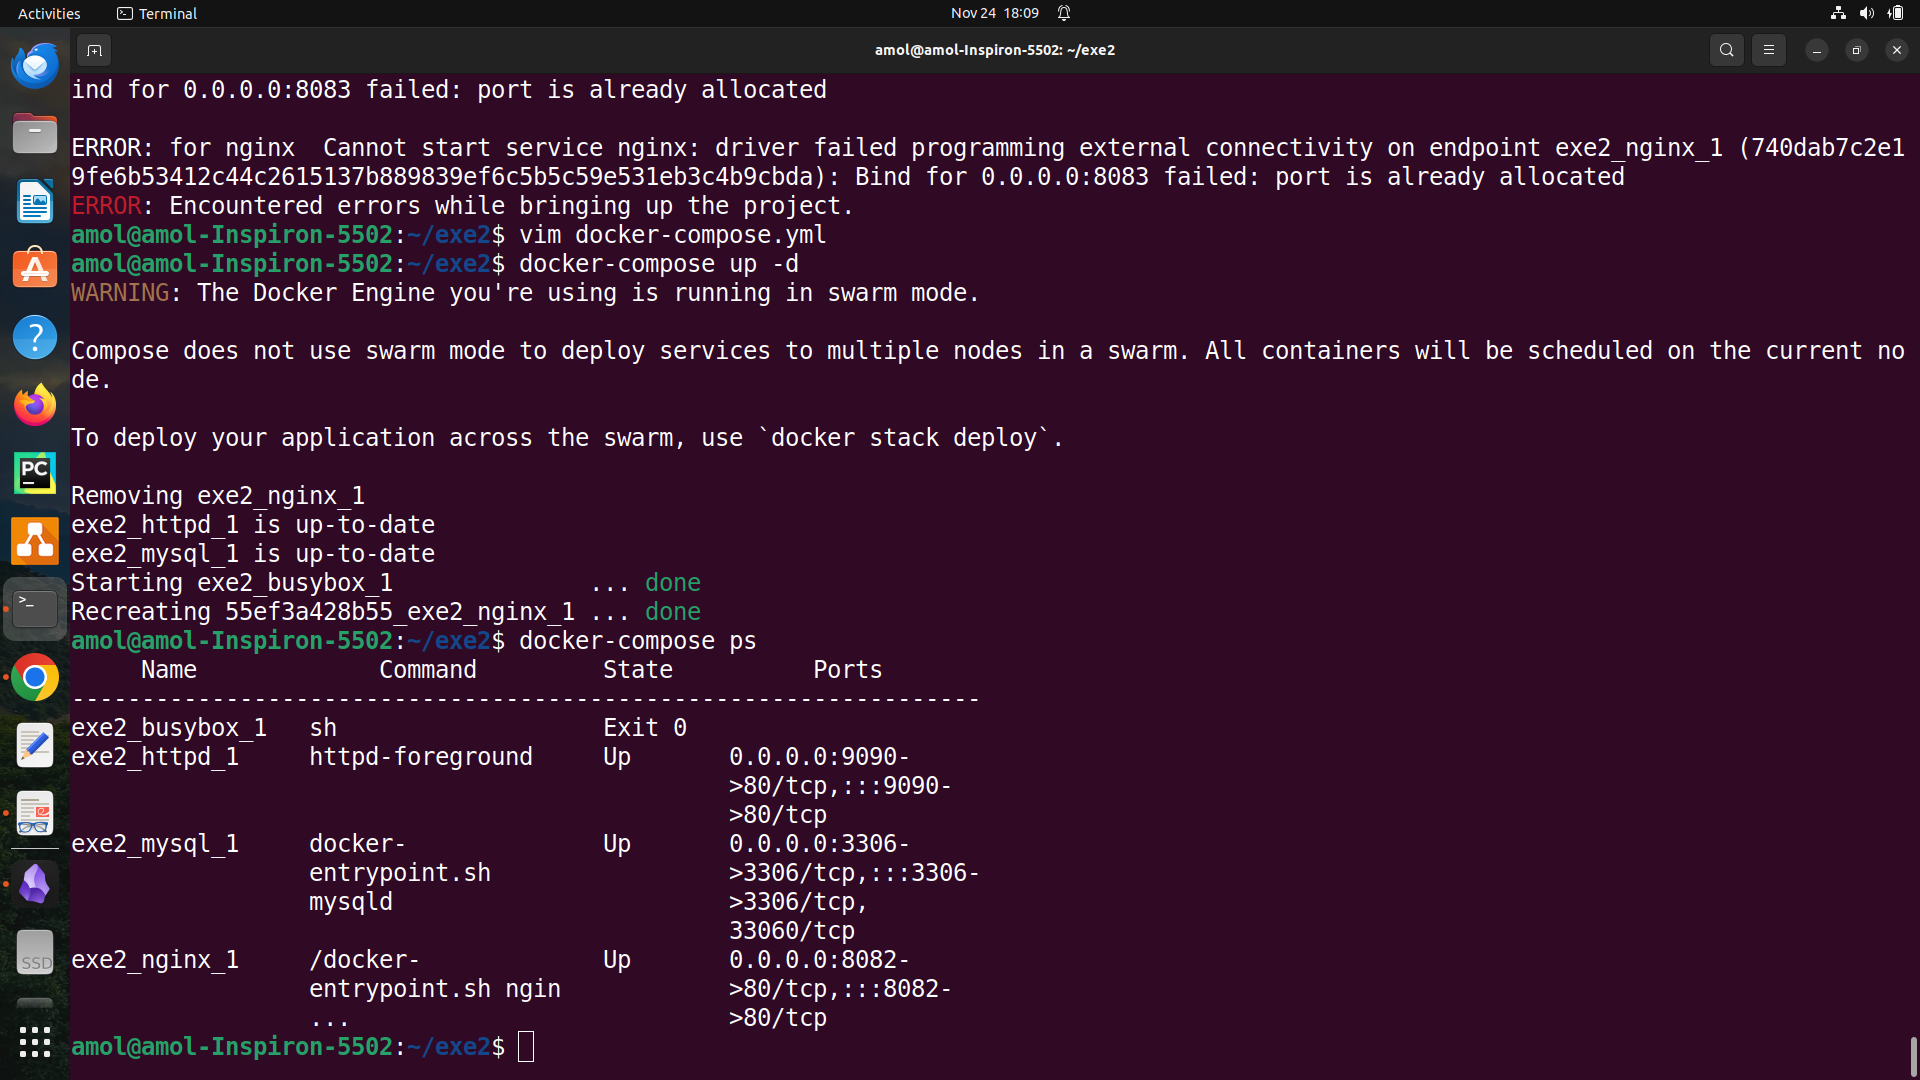 Activities
Terminal
Nov 24 18:09
amol@amol-Inspiron-5502: ~/exe2
ind for 0.0.0.0:8083 failed: port is already allocated
ERROR: for nginx  Cannot start service nginx: driver failed programming external connectivity on endpoint exe2_nginx_1 (740dab7c2e1
9fe6b53412c44c2615137b889839ef6c5b5c59e531eb3c4b9cbda): Bind for 0.0.0.0:8083 failed: port is already allocated
ERROR: Encountered errors while bringing up the project.
amol@amol-Inspiron-5502:~/exe2$ vim docker-compose.yml
amol@amol-Inspiron-5502:~/exe2$ docker-compose up -d
WARNING: The Docker Engine you're using is running in swarm mode.
Compose does not use swarm mode to deploy services to multiple nodes in a swarm. All containers will be scheduled on the current no
de.
To deploy your application across the swarm, use `docker stack deploy`.
Removing exe2_nginx_1
exe2_httpd_1 is up-to-date
exe2_mysql_1 is up-to-date
Starting exe2_busybox_1              ... done
Recreating 55ef3a428b55_exe2_nginx_1 ... done
amol@amol-Inspiron-5502:~/exe2$ docker-compose ps
     Name             Command         State          Ports
-----------------------------------------------------------------
exe2_busybox_1   sh                   Exit 0
exe2_httpd_1     httpd-foreground     Up       0.0.0.0:9090-
                                               >80/tcp,:::9090-
                                               >80/tcp
exe2_mysql_1     docker-              Up       0.0.0.0:3306-
                 entrypoint.sh                 >3306/tcp,:::3306-
                 mysqld                        >3306/tcp,
                                               33060/tcp
exe2_nginx_1     /docker-             Up       0.0.0.0:8082-
                 entrypoint.sh ngin            >80/tcp,:::8082-
                 ...                           >80/tcp
amol@amol-Inspiron-5502:~/exe2$
PC
SSD